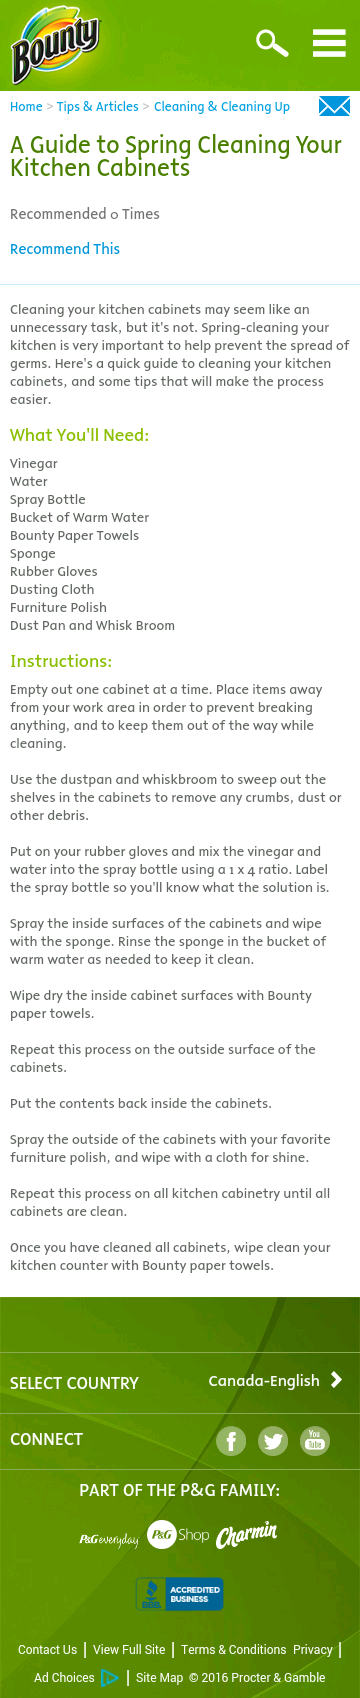 Bounty
Home > Tips & Articles > Cleaning & Cleaning Up
A Guide to Spring Cleaning Your
Kitchen Cabinets
Recommended 0 Times
Recommend This
Cleaning your kitchen cabinets may seem like an
unnecessary task, but it's not. Spring-cleaning your
kitchen is very important to help prevent the spread of
germs. Here's a quick guide to cleaning your kitchen
cabinets, and some tips that will make the process
easier.
What You'll Need:
Vinegar
Water
Spray Bottle
Bucket of Warm Water
Bounty Paper Towels
Sponge
Rubber Gloves
Dusting Cloth
Furniture Polish
Dust Pan and Whisk Broom
Instructions:
Empty out one cabinet at a time. Place items away
from your work area in order to prevent breaking
anything, and to keep them out of the way while
cleaning.
Use the dustpan and whiskbroom to sweep out the
shelves in the cabinets to remove any crumbs, dust or
other debris.
Put on your rubber gloves and mix the vinegar and
water into the spray bottle using a 1 x 4 ratio. Label
the spray bottle so you'll know what the solution is.
Spray the inside surfaces of the cabinets and wipe
with the sponge. Rinse the sponge in the bucket of
warm water as needed to keep it clean.
Wipe dry the inside cabinet surfaces with Bounty
paper towels.
Repeat this process on the outside surface of the
cabinets.
Put the contents back inside the cabinets.
Spray the outside of the cabinets with your favorite
furniture polish, and wipe with a cloth for shine.
Repeat this process on all kitchen cabinetry until all
cabinets are clean.
Once you have cleaned all cabinets, wipe clean your
kitchen counter with Bounty paper towels.
SELECT COUNTRY Canada-English
CONNECT f You Tube
PART OF THE P&G FAMILY:
P&G everyday P&G Shop Charmin
BBB ACCREDITED BUSINESS
Contact Us | View Full Site | Terms & Conditions Privacy |
Ad Choices | Site Map © 2016 Procter & Gamble